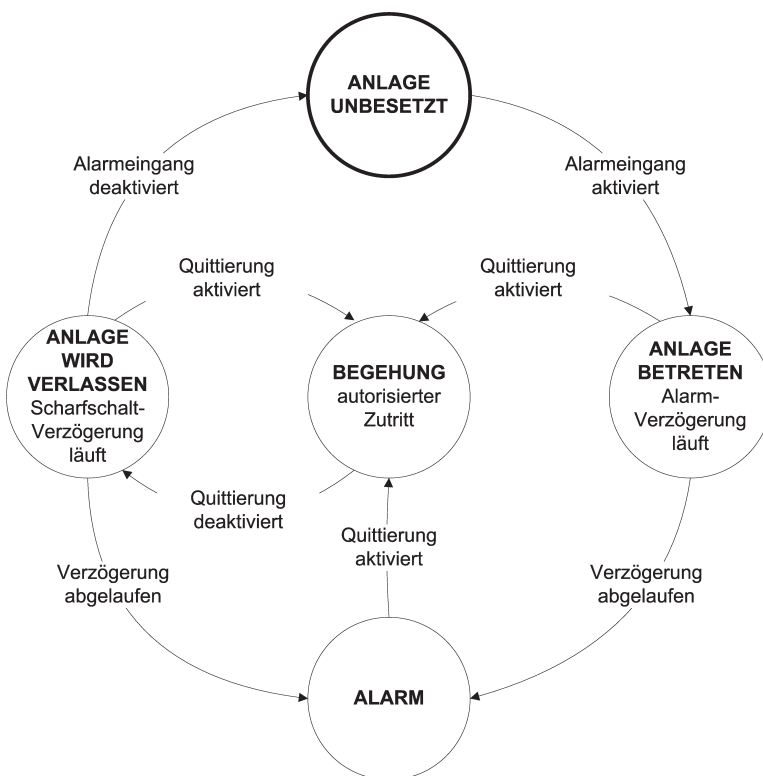 ANLAGE
UNBESETZT
Alarmeingang
deaktiviert
Alarmeingang
aktiviert
Quittierung
aktiviert
Quittierung
aktiviert
ANLAGE
WIRD
VERLASSEN
Scharfschalt-
Verzögerung
läuft
BEGEHUNG
autorisierter
Zutritt
ANLAGE
BETRETEN
Alarm-
Verzögerung
läuft
Quittierung
deaktiviert
Quittierung
aktiviert
Verzögerung
abgelaufen
Verzögerung
abgelaufen
ALARM